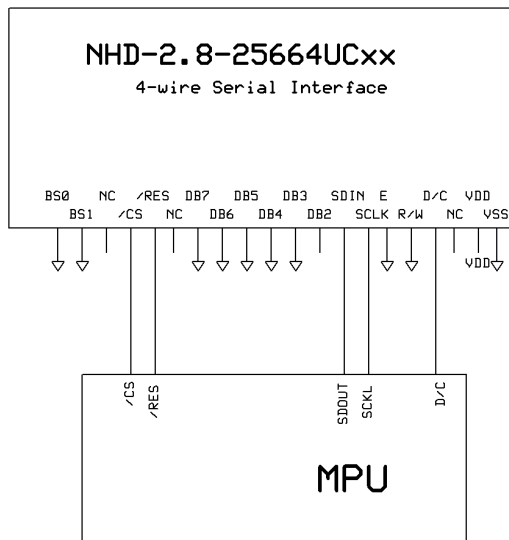 NHD-2.8-25664UCxx
4-wire Serial Interface
BS0 NC /RES DB7 DB5 DB3 SDIN E D/C VDD
BS1 /CS NC DB6 DB4 DB2 SCLK R/W NC VSS
VDD
/CS /RES SDOUT SCKL D/C
MPU